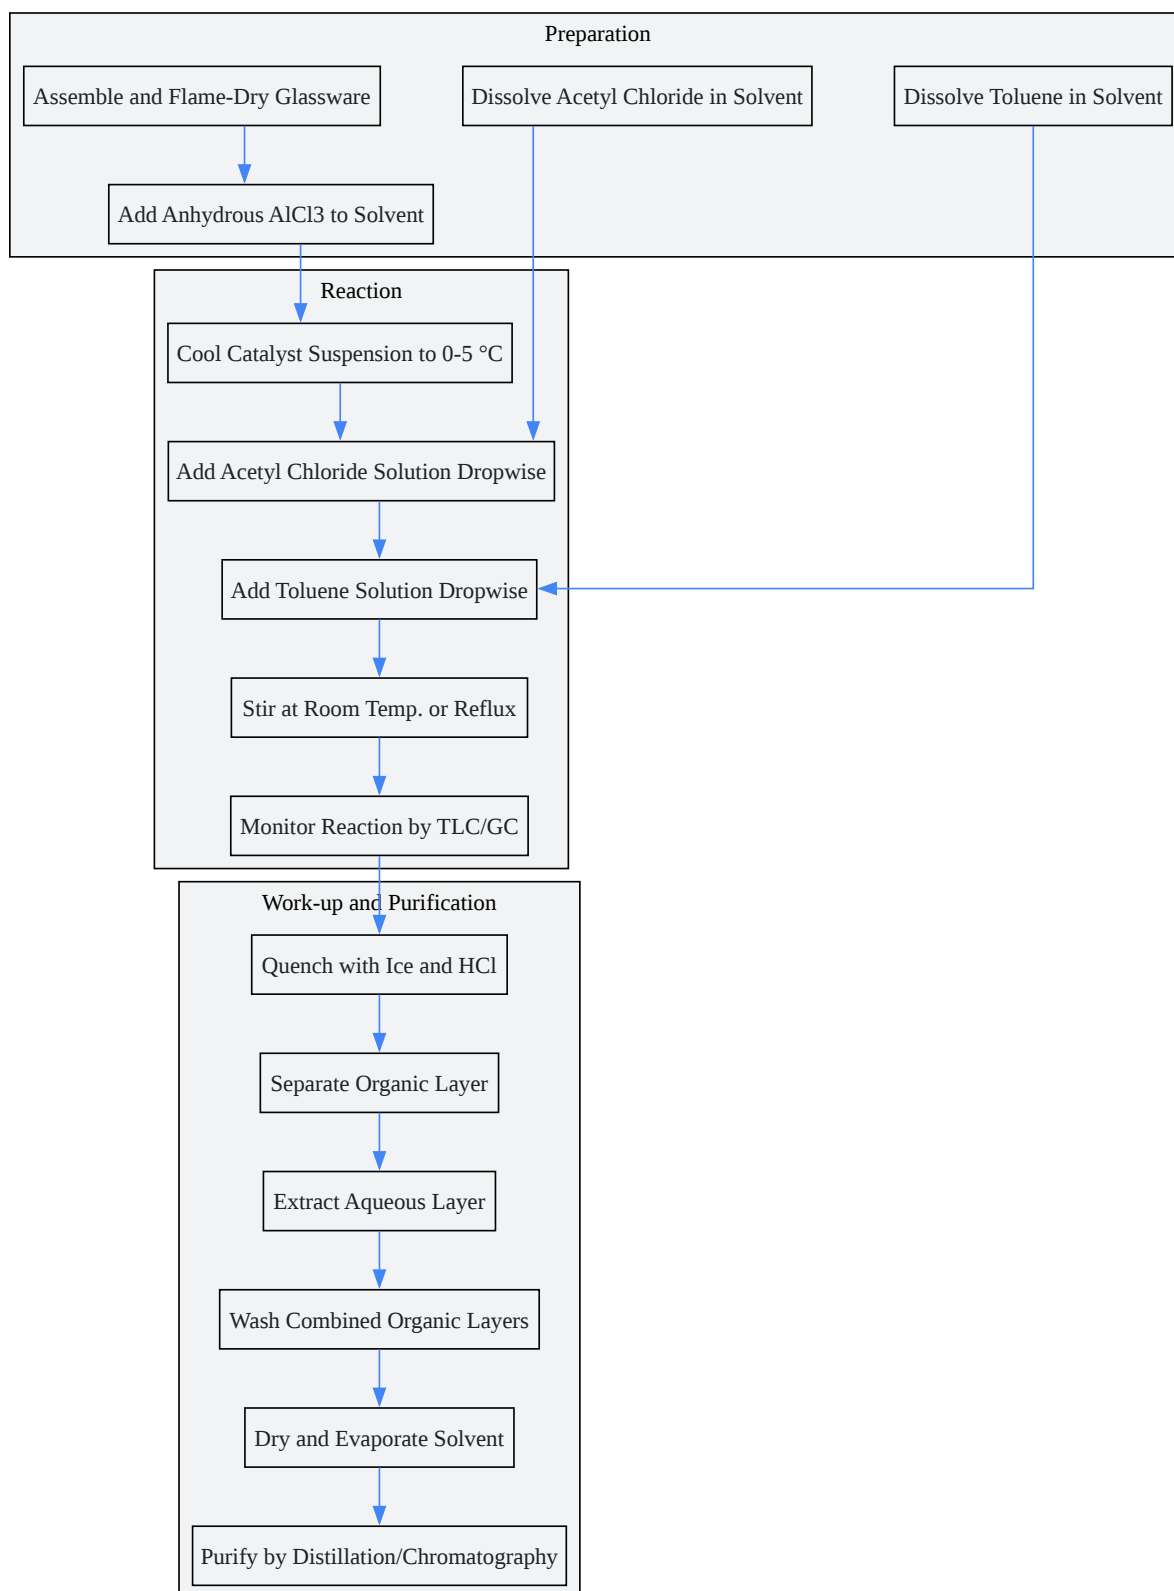 Preparation
Assemble and Flame-Dry Glassware
Dissolve Acetyl Chloride in Solvent
Dissolve Toluene in Solvent
Add Anhydrous AlCl3 to Solvent
Reaction
Cool Catalyst Suspension to 0-5 °C
Add Acetyl Chloride Solution Dropwise
Add Toluene Solution Dropwise
Stir at Room Temp. or Reflux
Monitor Reaction by TLC/GC
Work-up and Purification
Quench with Ice and HCl
Separate Organic Layer
Extract Aqueous Layer
Wash Combined Organic Layers
Dry and Evaporate Solvent
Purify by Distillation/Chromatography